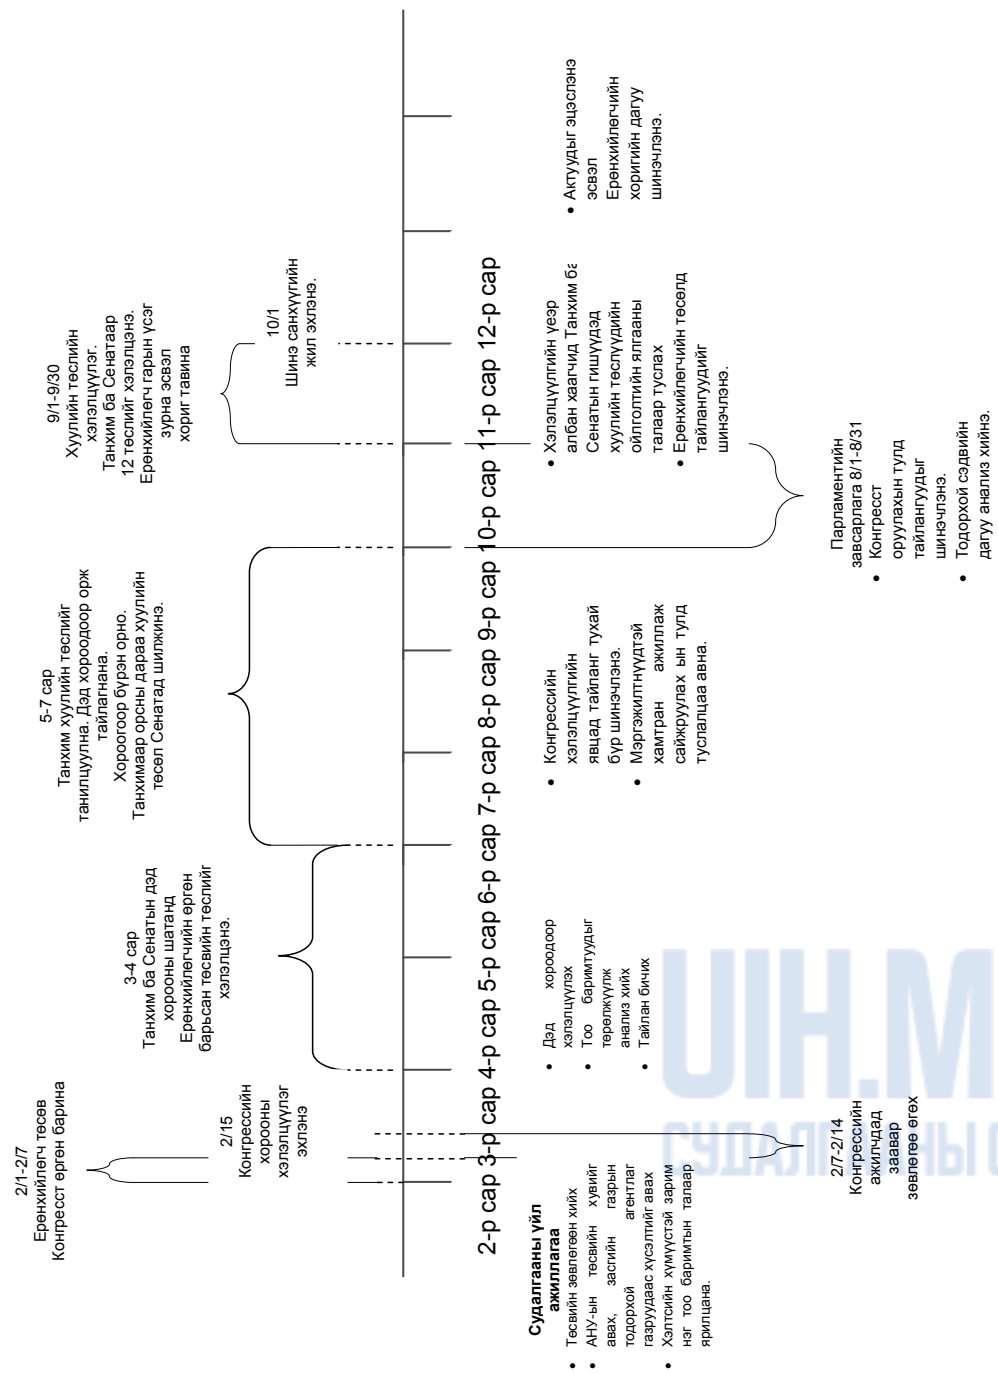 2/1-2/7
Ерөнхийлөгч төсөв
Конгресст өргөн барина
2/15
Конгрессийн
хорооны
хэлэлцүүлэг
эхлэнэ
3-4 сар
Танхим ба Сенатын дэд
хорооны шатанд
Ерөнхийлөгчийн өргөн
барьсан төсвийн төслийг
хэлэлцэнэ.
5-7 сар
Танхим хуулийн төслийг
танилцуулна. Дэд хороодоор орж
тайлагнана.
Хороогоор бүрэн орно.
Танхимаар орсны дараа хуулийн
төсөл Сенатад шилжинэ.
9/1-9/30
Хуулийн төслийн
хэлэлцүүлэг.
Танхим ба Сенатаар
12 төслийг хэлэлцэнэ.
Ерөнхийлөгч гарын үсэг
зурна эсвэл
хориг тавина
10/1
Шинэ санхүүгийн
жил эхлэнэ.
2-р сар 3-р сар 4-р сар 5-р сар 6-р сар 7-р сар 8-р сар 9-р сар 10-р сар 11-р сар 12-р сар
Судалгааны үйл
ажиллагаа
• Төсвийн зөвлөгөөн хийх
• АНУ-ын төсвийн хувийг
авах, засгийн газрын
тодорхой агентлаг
газруудаас хүсэлтийг авах
• Хэлтсийн хүмүүстэй зарим
нэг тоо баримтын талаар
ярилцана.
2/7-2/14
Конгрессийн
ажилчдад
заавар
зөвлөгөө өгөх
• Дэд хороодоор
хэлэлцүүлэх
• Тоо баримтуудыг
төрөлжүүлж
анализ хийх
• Тайлан бичих
• Конгрессийн
хэлэлцүүлгийн
явцад тайланг тухай
бүр шинэчлэнэ.
• Мэргэжилтнүүдтэй
хамтран ажиллаж
сайжруулах ын тулд
туслалцаа авна.
• Хэлэлцүүлгийн үеэр
албан хаагчид Танхим ба
Сенатын гишүүдэд
хуулийн төслүүдийн
ойлголтийн ялгааны
талаар туслах
• Ерөнхийлөгчийн төсөлд
тайлангуудийг
шинэчлэнэ.
Парламентийн
завсарлага 8/1-8/31
• Конгресст
оруулахын тулд
тайлангуудыг
шинэчлэнэ.
• Тодорхой сэдвийн
дагуу анализ хийнэ.
• Актуудыг эцэслэнэ
эсвэл
Ерөнхийлөгчийн
хоригийн дагуу
шинэчлэнэ.
UIH.M